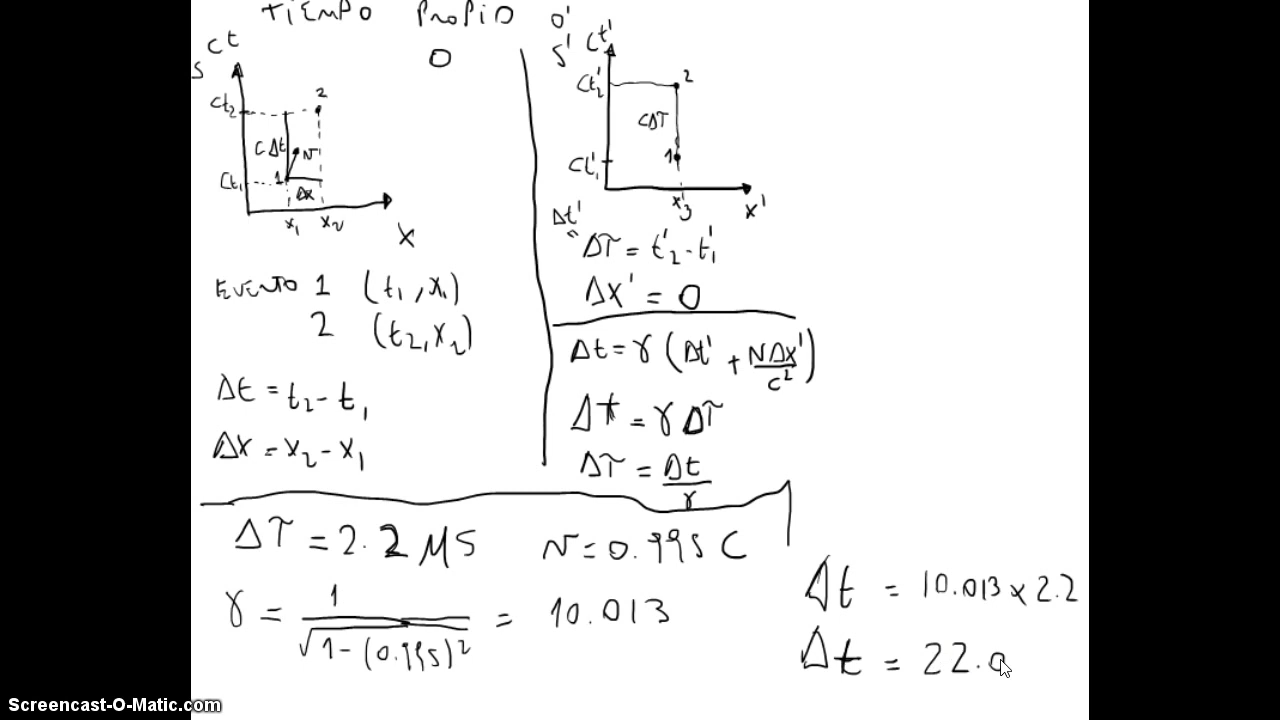 TIEMPO PROPIO
O
S
ct
ct₂
ct₁
cΔt
v
Δx
1
2
x₁ x₂
x
EVENTO 1 (t₁, x₁)
2 (t₂, x₂)
Δt = t₂ - t₁
Δx = x₂ - x₁
O'
S'
ct'
ct'₂
ct'₁
cΔτ
1
2
x'₃
x'
Δt'
"
Δτ = t'₂ - t'₁
Δx' = 0
Δt = γ (Δt' + vΔx'/c²)
Δt = γ Δτ
Δτ = Δt/γ
Δτ = 2.2 μs v = 0.995 c
γ = 1/√(1-(0.995)²) = 10.013
Δt = 10.013 x 2.2
Δt = 22.0
Screencast-O-Matic.com